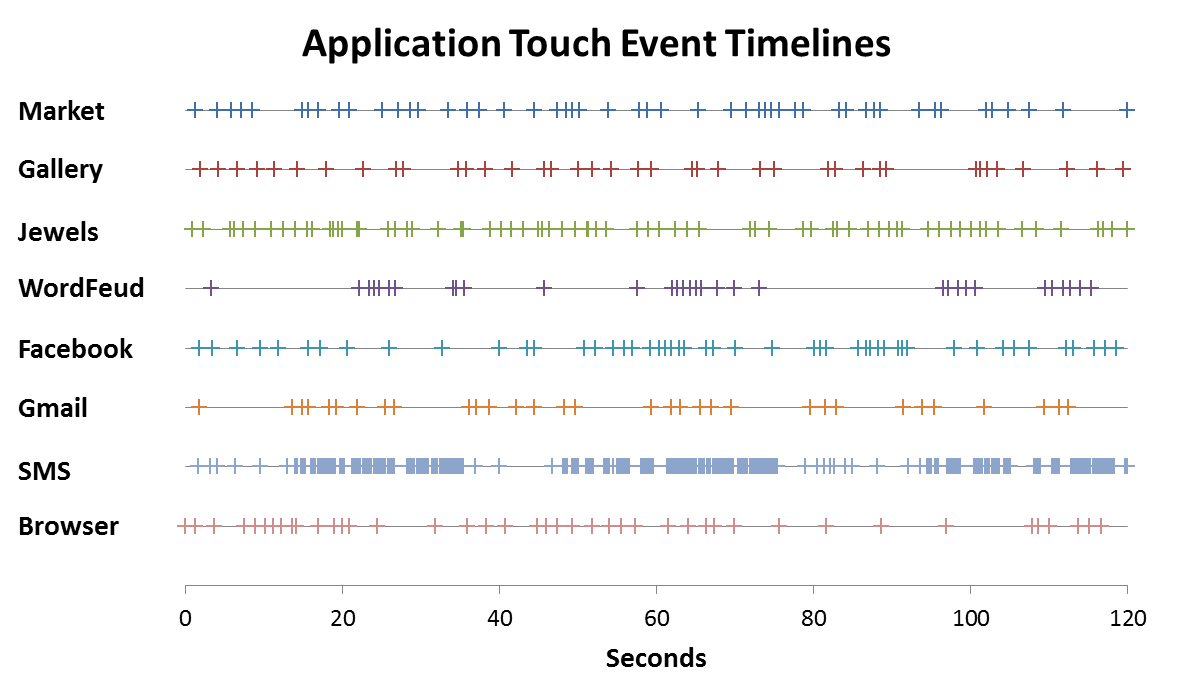 Application Touch Event Timelines
Market
Gallery
Jewels
WordFeud
Facebook
Gmail
SMS
Browser
0 20 40 60 80 100 120
Seconds